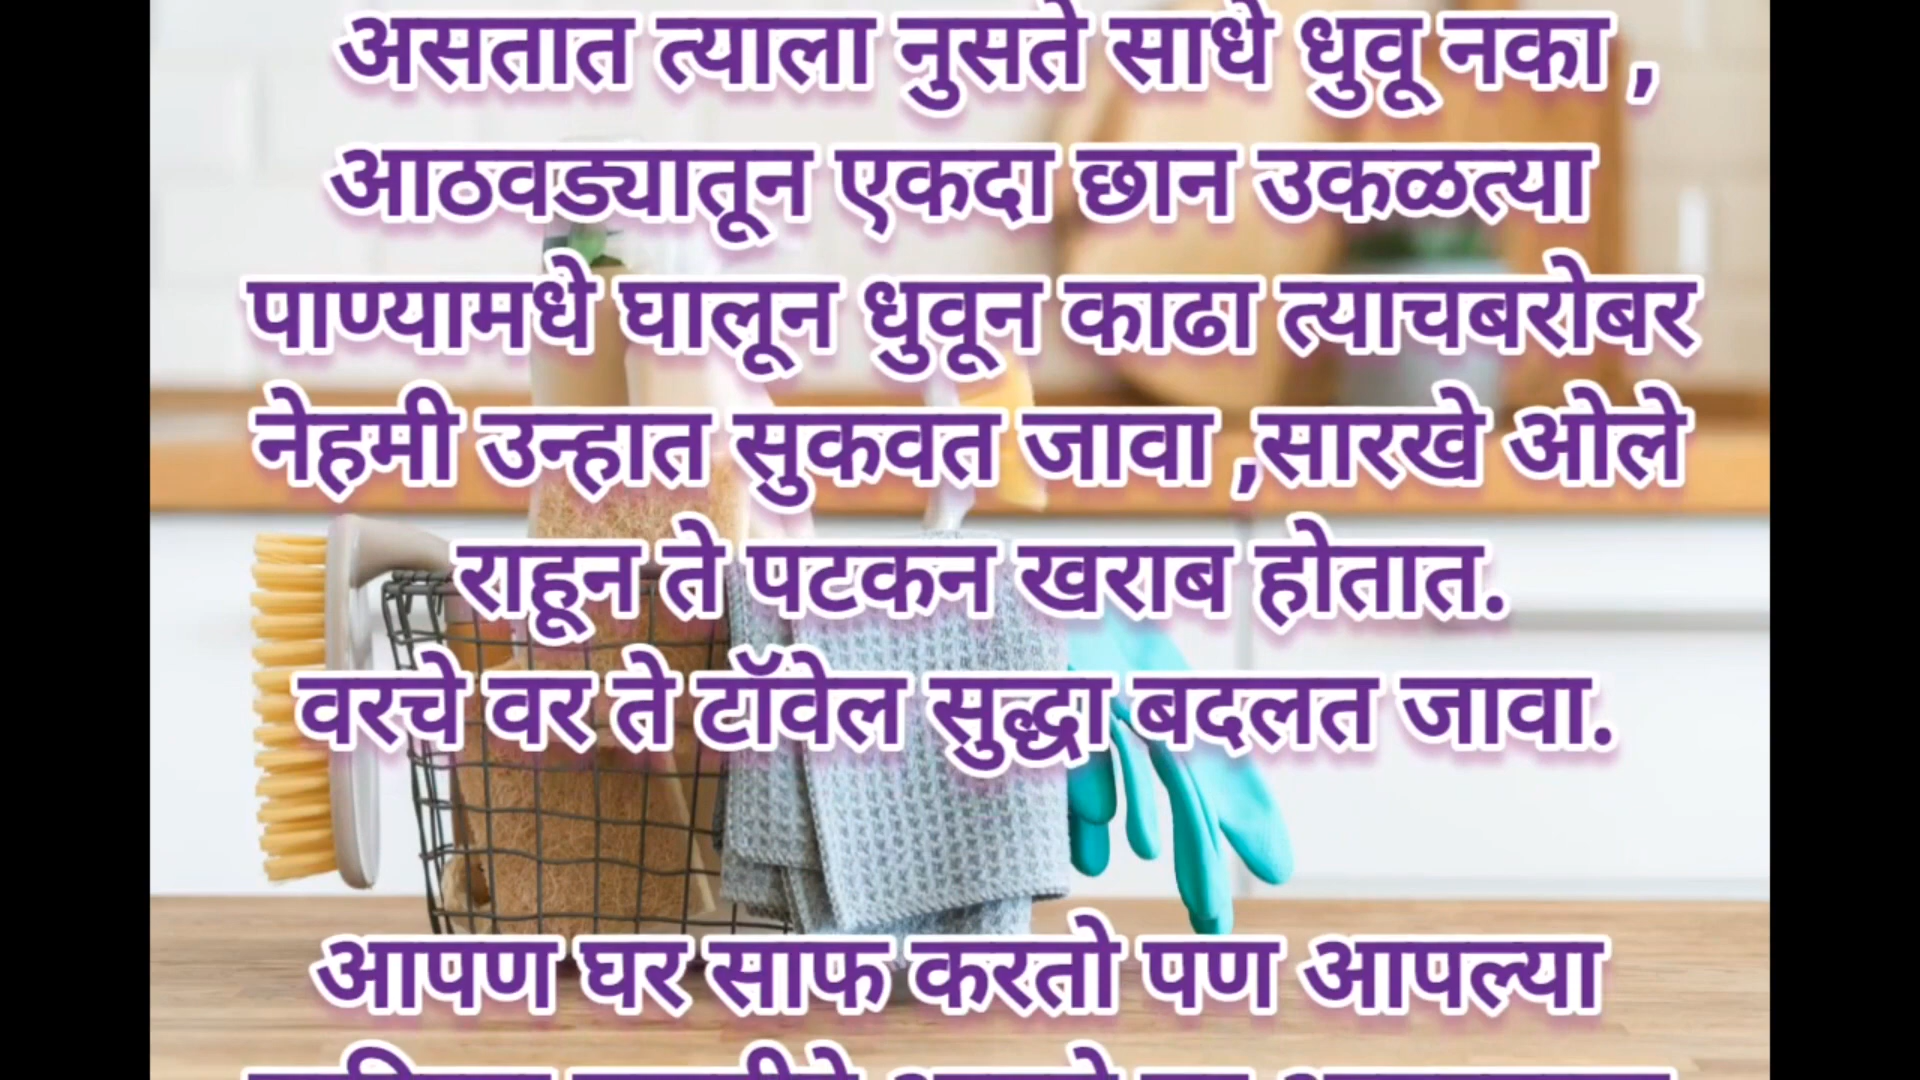 असतात त्याला नुसते साधे धुवू नका ,
आठवड्यातून एकदा छान उकळत्या
पाण्यामधे घालून धुवून काढा त्याचबरोबर
नेहमी उन्हात सुकवत जावा ,सारखे ओले
राहून ते पटकन खराब होतात.
वरचे वर ते टॉवेल सुद्धा बदलत जावा.
आपण घर साफ करतो पण आपल्या